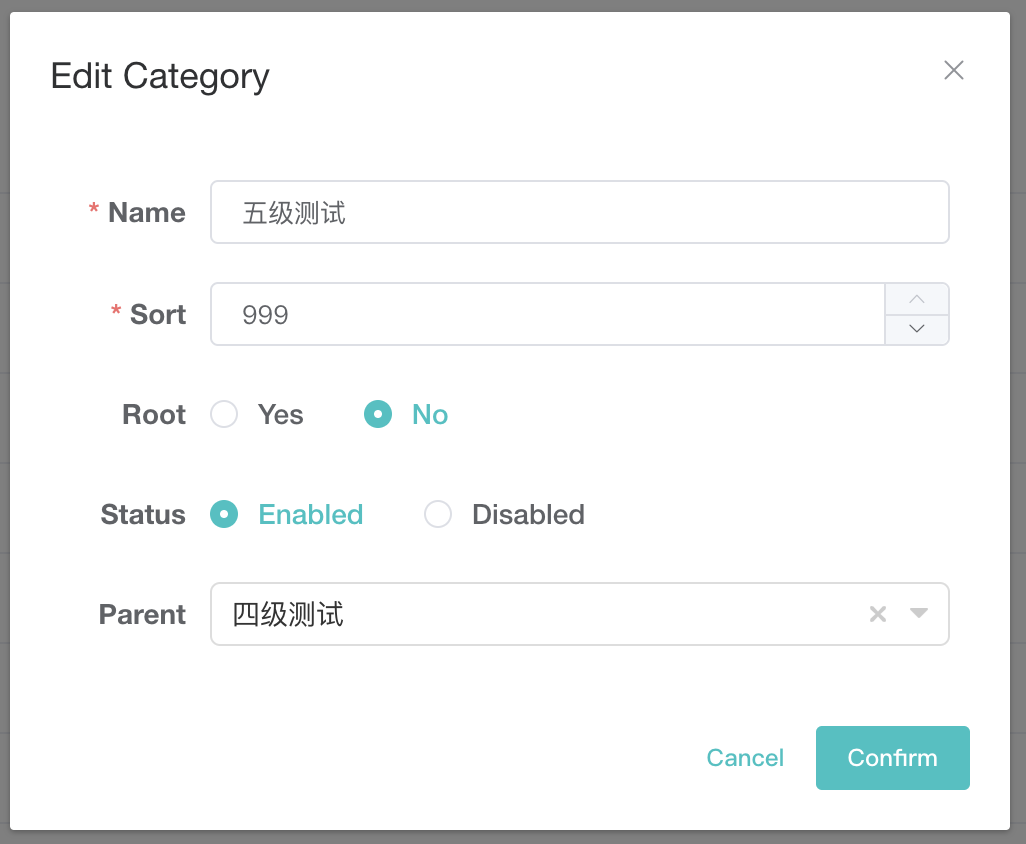 Edit Category
* Name 五级测试
* Sort 999
Root Yes No
Status Enabled Disabled
Parent 四级测试
Cancel Confirm